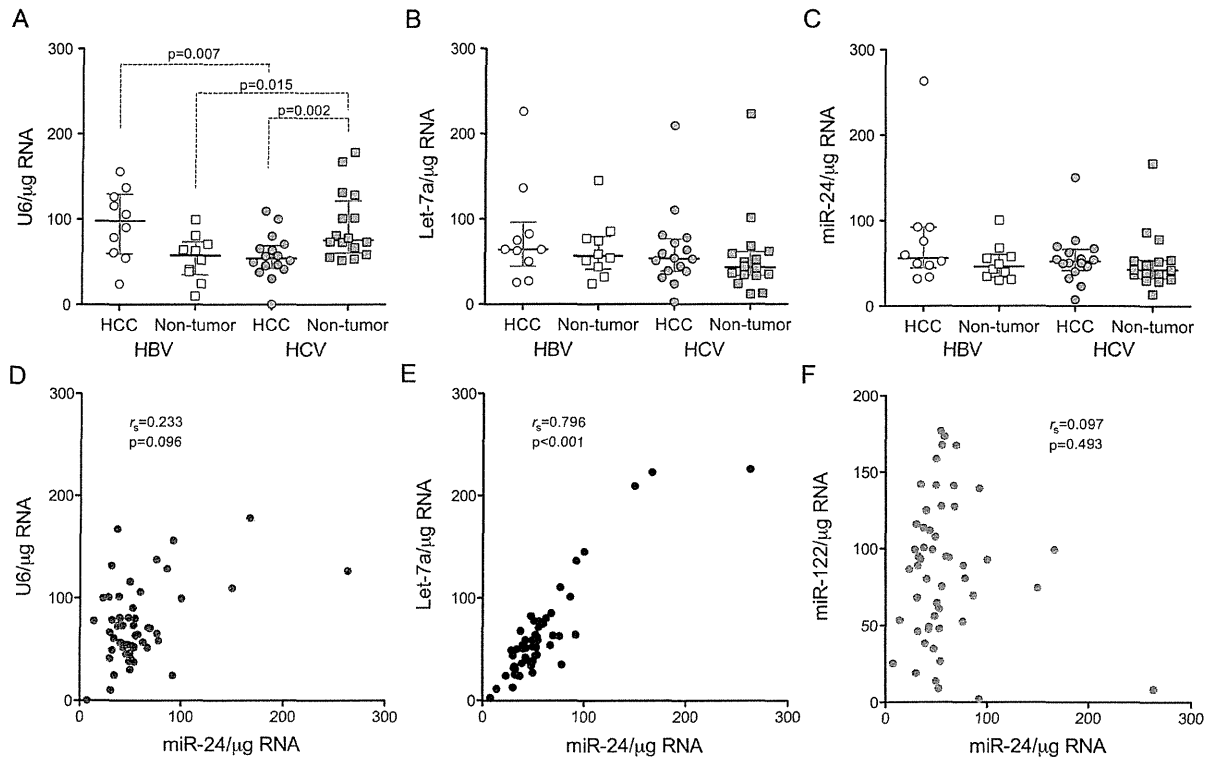 A
U6/μg RNA
300
200
100
0
p=0.007
p=0.015
p=0.002
HCC Non-tumor HCC Non-tumor
HBV HCV
B
Let-7a/μg RNA
300
200
100
0
HCC Non-tumor HCC Non-tumor
HBV HCV
C
miR-24/μg RNA
300
200
100
0
HCC Non-tumor HCC Non-tumor
HBV HCV
D
U6/μg RNA
300
200
100
0
rs=0.233
p=0.096
0 100 200 300
miR-24/μg RNA
E
Let-7a/μg RNA
300
200
100
0
rs=0.796
p<0.001
0 100 200 300
miR-24/μg RNA
F
miR-122/μg RNA
200
150
100
50
0
rs=0.097
p=0.493
0 100 200 300
miR-24/μg RNA